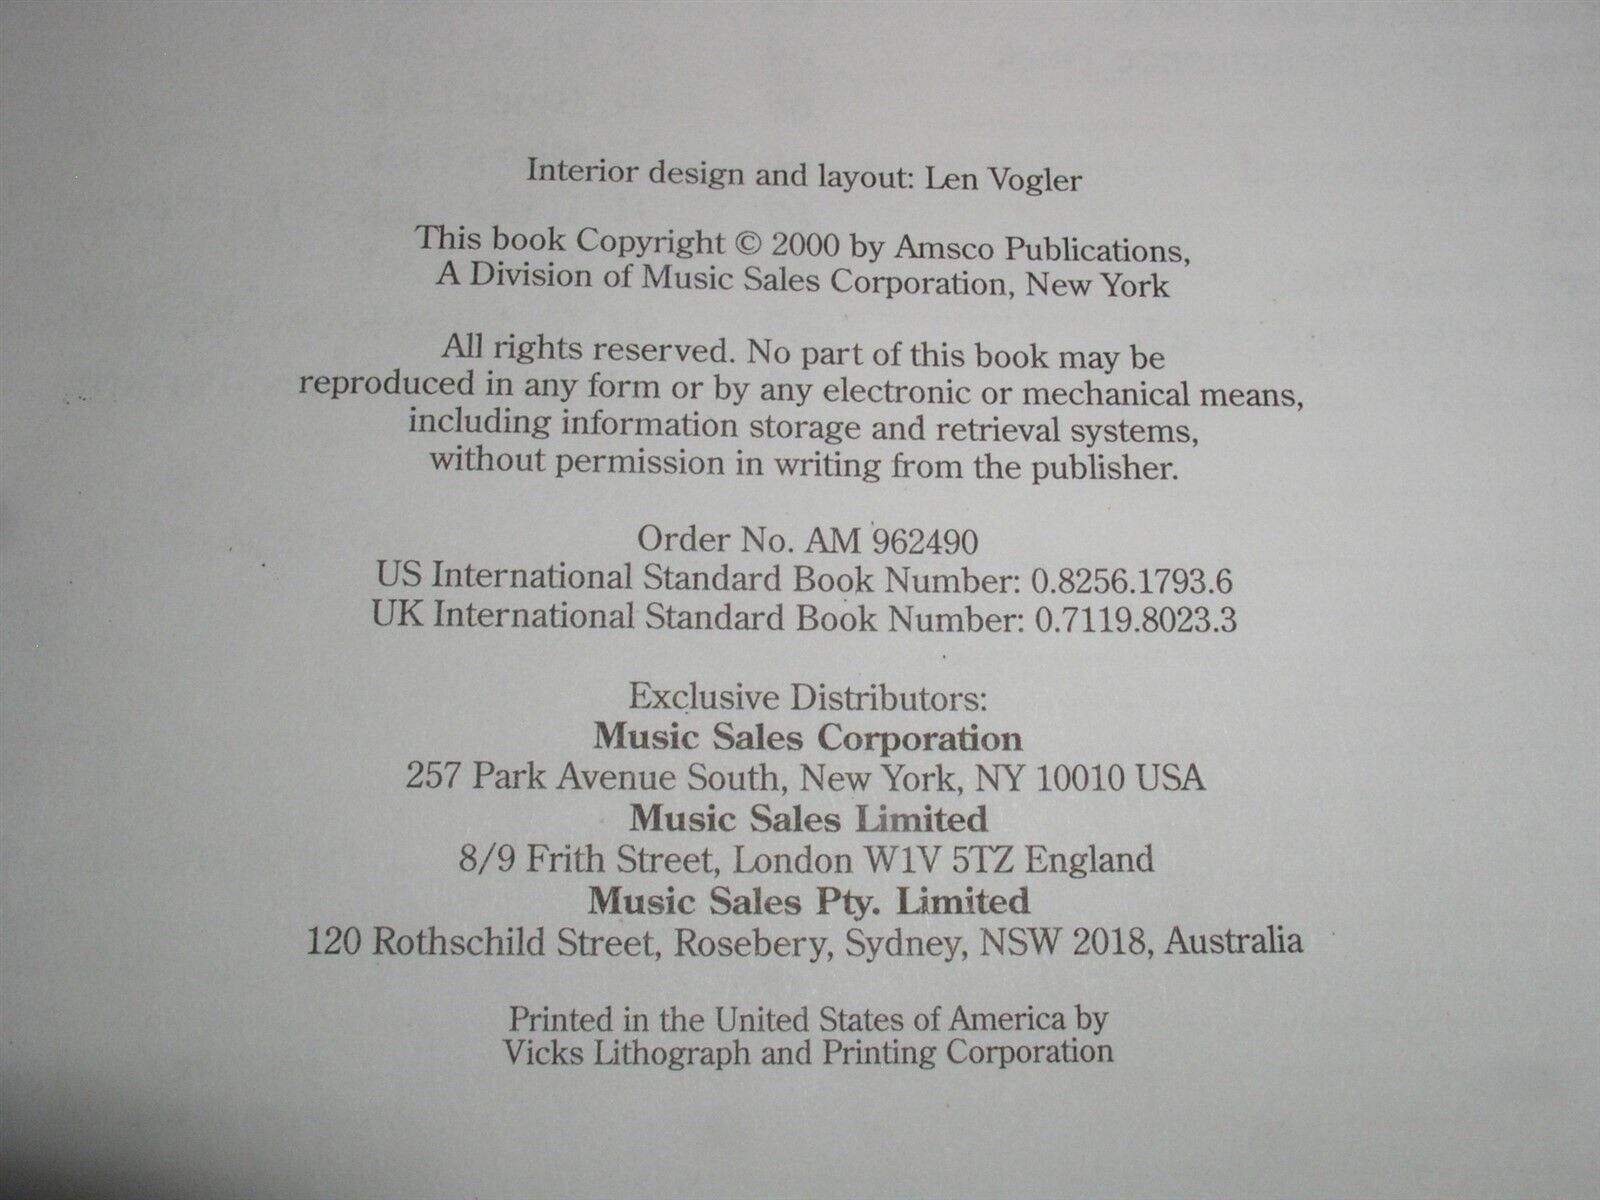 Interior design and layout: Len Vogler
This book Copyright © 2000 by Amsco Publications,
A Division of Music Sales Corporation, New York
All rights reserved. No part of this book may be
reproduced in any form or by any electronic or mechanical means,
including information storage and retrieval systems,
without permission in writing from the publisher.
Order No. AM 962490
US International Standard Book Number: 0.8256.1793.6
UK International Standard Book Number: 0.7119.8023.3
Exclusive Distributors:
Music Sales Corporation
257 Park Avenue South, New York, NY 10010 USA
Music Sales Limited
8/9 Frith Street, London W1V 5TZ England
Music Sales Pty. Limited
120 Rothschild Street, Rosebery, Sydney, NSW 2018, Australia
Printed in the United States of America by
Vicks Lithograph and Printing Corporation